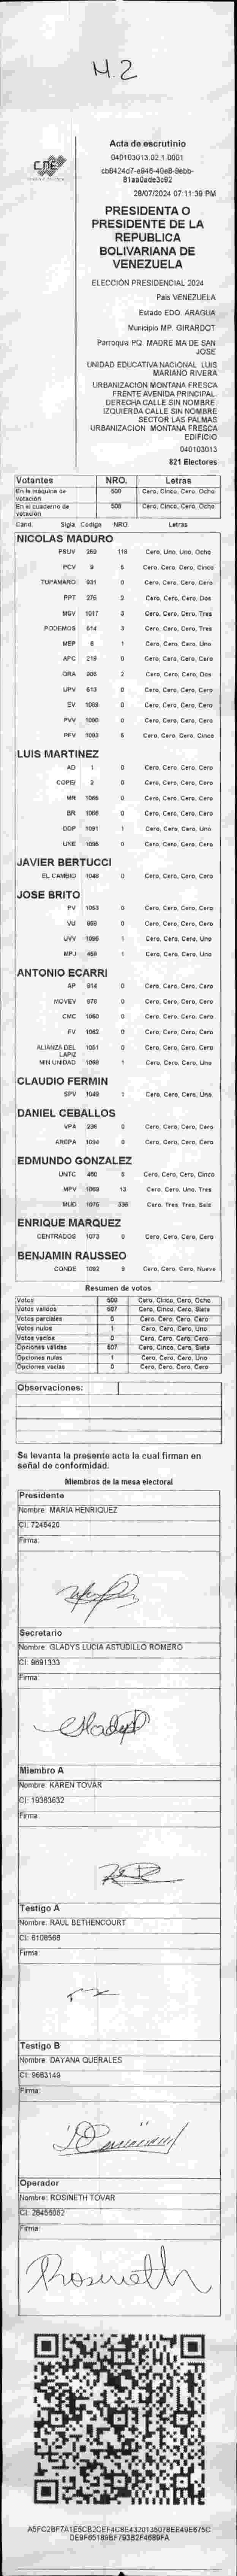 M.2
Acta de escrutinio
040103013.02.1.0001
28/07/2024 07:11:39 PM
CNE
PRESIDENTA O
PRESIDENTE DE LA
REPUBLICA
BOLIVARIANA DE
VENEZUELA
ELECCIÓN PRESIDENCIAL 2024
Pais VENEZUELA
Estado EDO. ARAGUA
Municipio MP. GIRARDOT
Parroquia PQ. MADRE MA DE SAN
JOSE
UNIDAD EDUCATIVA NACIONAL LUIS
MARIANO RIVERA
URBANIZACION MONTANA FRESCA
FRENTE AVENIDA PRINCIPAL.
DERECHA CALLE SIN NOMBRE.
IZQUIERDA CALLE SIN NOMBRE
SECTOR LAS PALMAS
URBANIZACION MONTANA FRESCA
EDIFICIO
040103013
821 Electores
Votantes NRO. Letras
En la máquina de votación 508 Cero, Cinco, Cero, Ocho
En el cuaderno de votación 508 Cero, Cinco, Cero, Ocho
Cand. Sigla Codigo NRO. Letras
NICOLAS MADURO
PSUV 269 118 Cero, Uno, Uno, Ocho
PCV 9 5 Cero, Cero, Cero, Cinco
TUPAMARO 931 0 Cero, Cero, Cero, Cero
PPT 276 2 Cero, Cero, Cero, Dos
MSV 1017 3 Cero, Cero, Cero, Tres
PODEMOS 514 3 Cero, Cero, Cero, Tres
MEP 6 1 Cero, Cero, Cero, Uno
APC 219 0 Cero, Cero, Cero, Cero
ORA 906 2 Cero, Cero, Cero, Dos
UPV 613 0 Cero, Cero, Cero, Cero
EV 1089 0 Cero, Cero, Cero, Cero
PVV 1090 0 Cero, Cero, Cero, Cero
PFV 1093 5 Cero, Cero, Cero, Cinco
LUIS MARTINEZ
AD 1 0 Cero, Cero, Cero, Cero
COPEI 2 0 Cero, Cero, Cero, Cero
MR 1065 0 Cero, Cero, Cero, Cero
BR 1066 0 Cero, Cero, Cero, Cero
DDP 1091 1 Cero, Cero, Cero, Uno
UNE 1096 0 Cero, Cero, Cero, Cero
JAVIER BERTUCCI
EL CAMBIO 1048 0 Cero, Cero, Cero, Cero
JOSE BRITO
PV 1053 0 Cero, Cero, Cero, Cero
VU 968 0 Cero, Cero, Cero, Cero
UVV 1095 1 Cero, Cero, Cero, Uno
MPJ 458 1 Cero, Cero, Cero, Uno
ANTONIO ECARRI
AP 914 0 Cero, Cero, Cero, Cero
MOVEV 978 0 Cero, Cero, Cero, Cero
CMC 1050 0 Cero, Cero, Cero, Cero
FV 1062 0 Cero, Cero, Cero, Cero
ALIANZA DEL LAPIZ 1051 0 Cero, Cero, Cero, Cero
MIN UNIDAD 1068 1 Cero, Cero, Cero, Uno
CLAUDIO FERMIN
SPV 1049 1 Cero, Cero, Cero, Uno
DANIEL CEBALLOS
VPA 236 0 Cero, Cero, Cero, Cero
AREPA 1094 0 Cero, Cero, Cero, Cero
EDMUNDO GONZALEZ
UNTC 460 5 Cero, Cero, Cero, Cinco
MPV 1069 13 Cero, Cero, Uno, Tres
MUD 1075 336 Cero, Tres, Tres, Seis
ENRIQUE MARQUEZ
CENTRADOS 1073 0 Cero, Cero, Cero, Cero
BENJAMIN RAUSSEO
CONDE 1092 9 Cero, Cero, Cero, Nueve
Resumen de votos
Votos 508 Cero, Cinco, Cero, Ocho
Votos validos 507 Cero, Cinco, Cero, Siete
Votos parciales 0 Cero, Cero, Cero, Cero
Votos nulos 1 Cero, Cero, Cero, Uno
Votos vacios 0 Cero, Cero, Cero, Cero
Opciones válidas 507 Cero, Cinco, Cero, Siete
Opciones nulas 1 Cero, Cero, Cero, Uno
Opciones vacias 0 Cero, Cero, Cero, Cero
Observaciones:
Se levanta la presente acta la cual firman en
señal de conformidad.
Miembros de la mesa electoral
Presidente
Nombre: MARIA HENRIQUEZ
CI: 7246420
Firma:
Secretario
Nombre: GLADYS LUCIA ASTUDILLO ROMERO
CI: 9691333
Firma:
Gladys
Miembro A
Nombre: KAREN TOVAR
CI: 19363632
Firma:
Testigo A
Nombre: RAUL BETHENCOURT
CI: 6108568
Firma:
Testigo B
Nombre: DAYANA QUERALES
CI: 9683149
Firma:
Operador
Nombre: ROSINETH TOVAR
CI: 28456062
Firma:
Rosineth